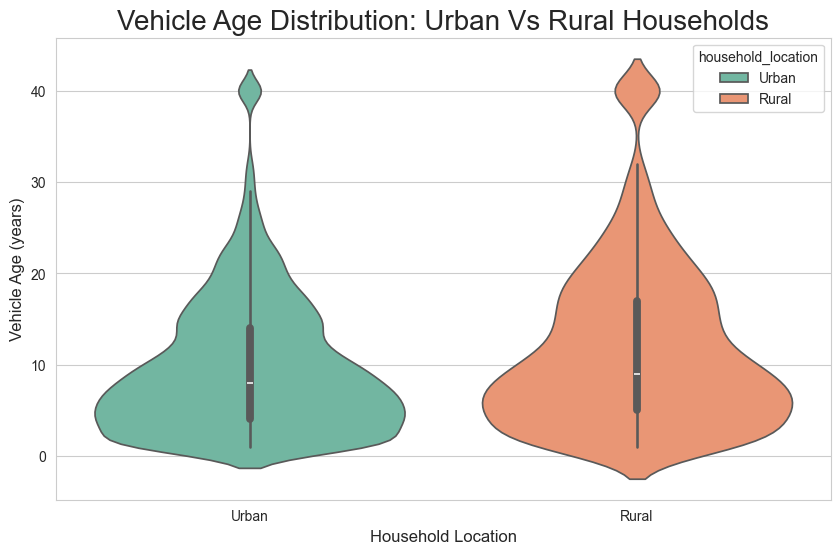 Vehicle Age Distribution: Urban Vs Rural Households
household_location
Urban
Rural
40
30
20
10
0
Vehicle Age (years)
Urban
Rural
Household Location